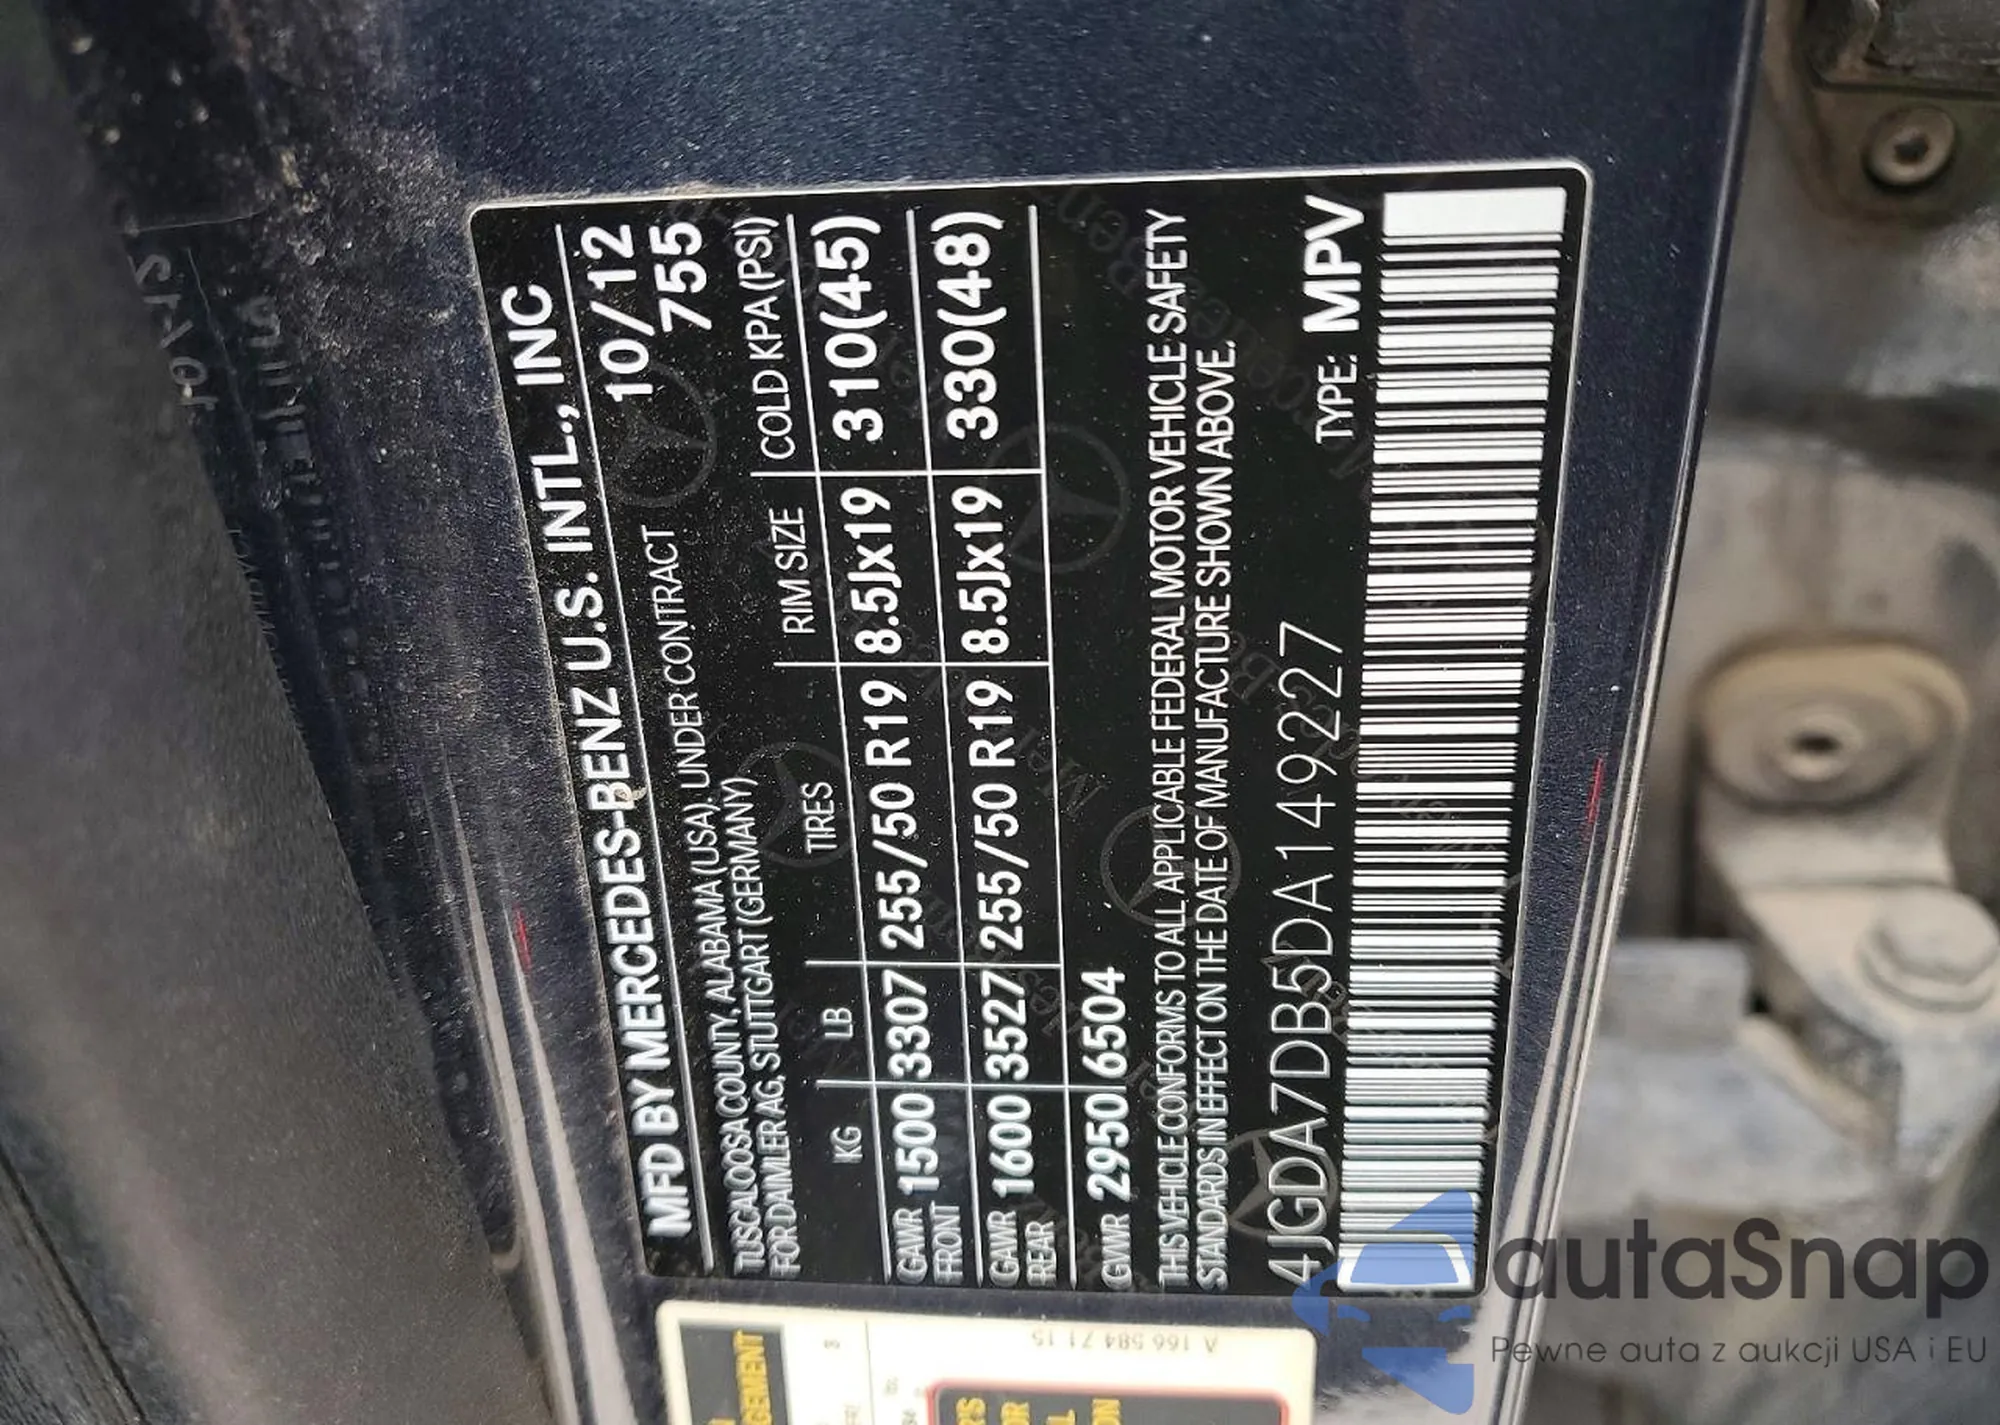 MFD BY MERCEDES-BENZ U.S. INTL., INC
TUSCALOOSA COUNTY, ALABAMA (USA), UNDER CONTRACT 10/12
FOR DAIMLER AG, STUTTGART (GERMANY) 755
KG LB TIRES RIM SIZE COLD KPA (PSI)
GAWR FRONT 1500 3307 255/50 R19 8.5Jx19 310(45)
GAWR REAR 1600 3527 255/50 R19 8.5Jx19 330(48)
GVWR 2950 6504
THIS VEHICLE CONFORMS TO ALL APPLICABLE FEDERAL MOTOR VEHICLE SAFETY
STANDARDS IN EFFECT ON THE DATE OF MANUFACTURE SHOWN ABOVE.
4JGDA7DB5DA149227 TYPE: MPV
A 166 584 71 15
autaSnap
Pewne auta z aukcji USA i EU